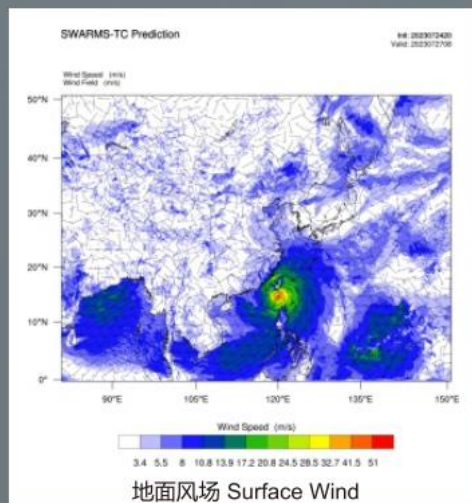 SWARMS-TC Prediction
Init: 2023072420
Valid: 2023072708
Wind Speed (m/s)
Wind Field (m/s)
50°N
40°N
30°N
20°N
10°N
0°
90°E 105°E 120°E 135°E 150°E
Wind Speed (m/s)
3.4 5.5 8 10.8 13.9 17.2 20.8 24.5 28.5 32.7 41.5 51
地面风场 Surface Wind